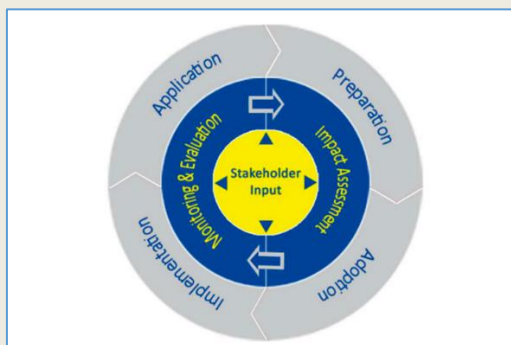 Application
Preparation
Monitoring & Evaluation
Impact Assessment
Stakeholder
Input
Implementation
Adoption